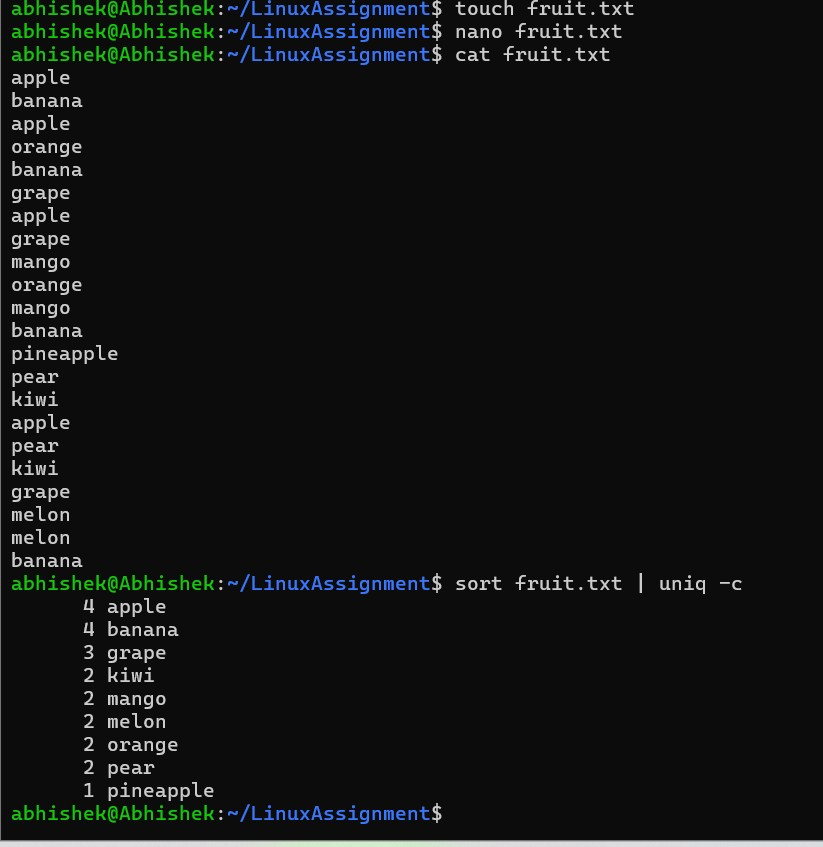 abhishek@Abhishek:~/LinuxAssignment$ touch fruit.txt
abhishek@Abhishek:~/LinuxAssignment$ nano fruit.txt
abhishek@Abhishek:~/LinuxAssignment$ cat fruit.txt
apple
banana
apple
orange
banana
grape
apple
grape
mango
orange
mango
banana
pineapple
pear
kiwi
apple
pear
kiwi
grape
melon
melon
banana
abhishek@Abhishek:~/LinuxAssignment$ sort fruit.txt | uniq -c
      4 apple
      4 banana
      3 grape
      2 kiwi
      2 mango
      2 melon
      2 orange
      2 pear
      1 pineapple
abhishek@Abhishek:~/LinuxAssignment$